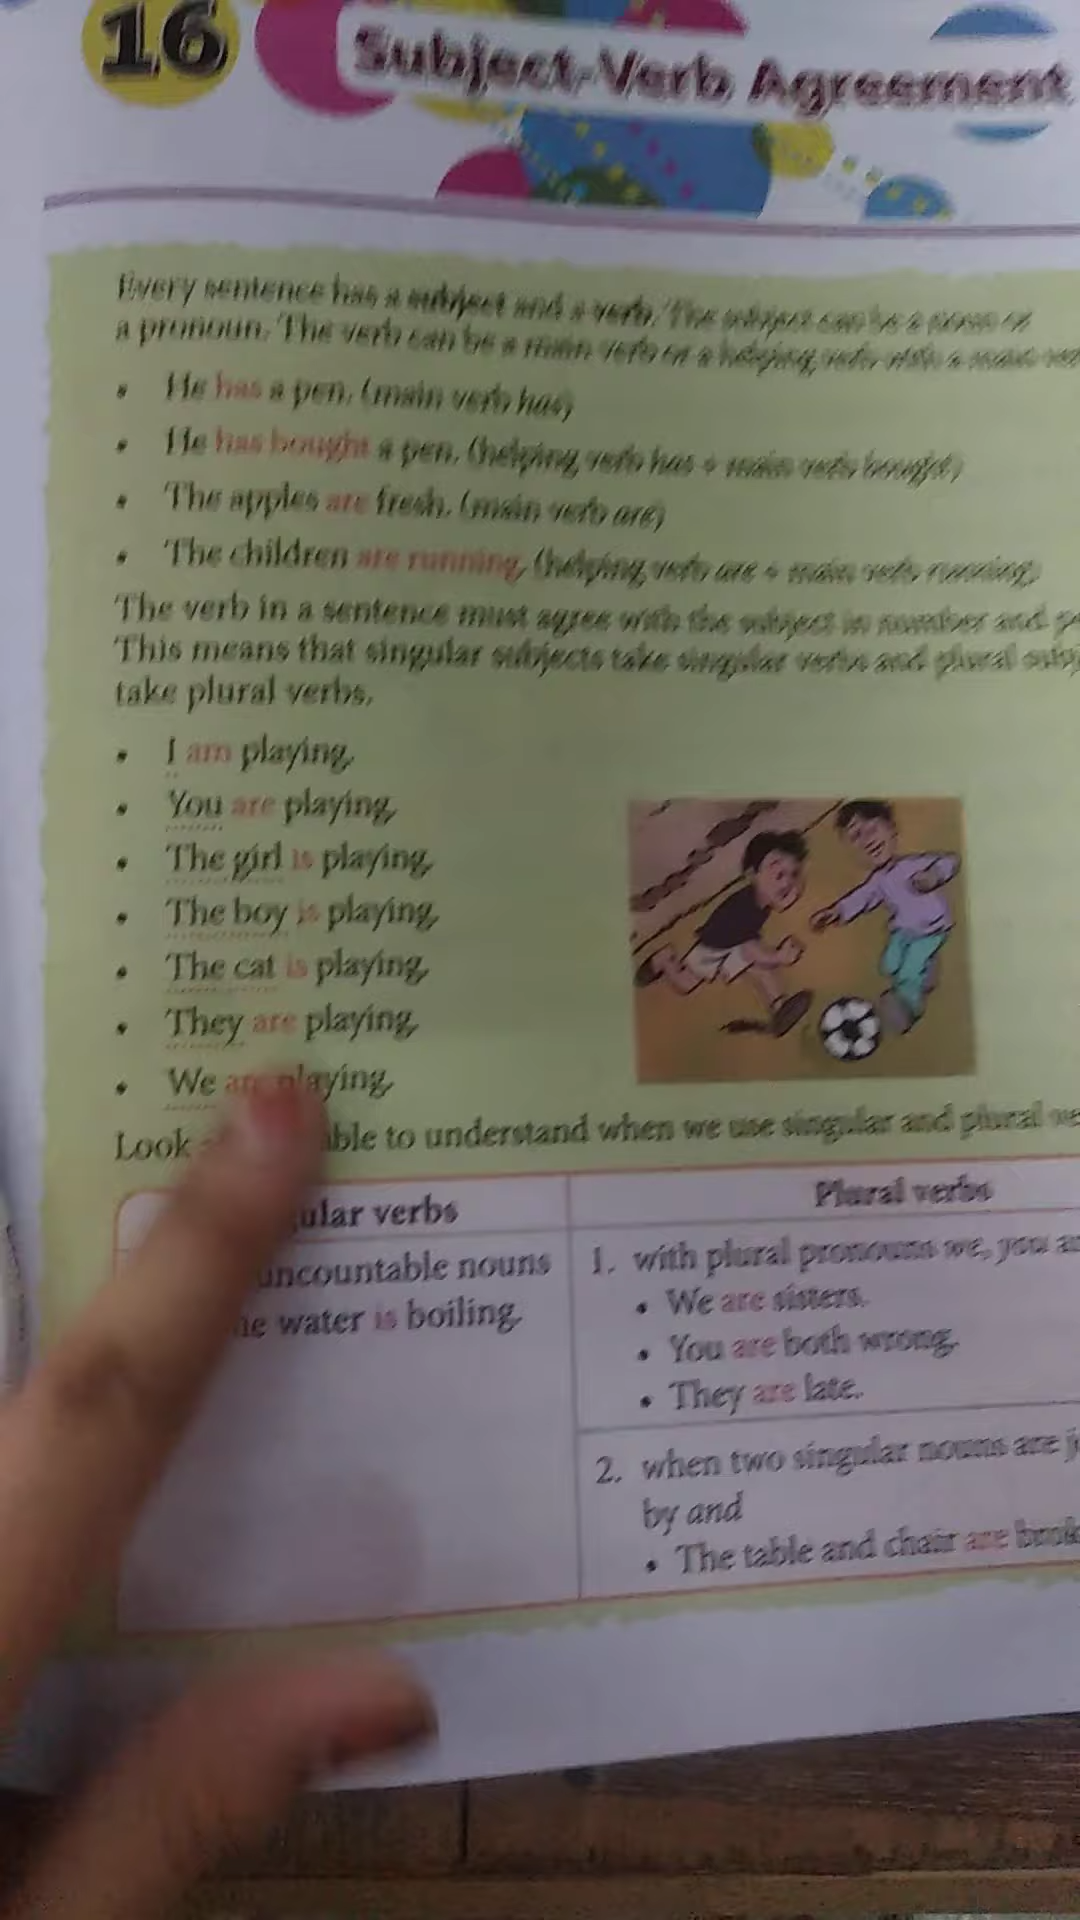 16
Subject-Verb Agreement
Every sentence has a subject and a verb. The subject can be a noun or
a pronoun. The verb can be a main verb or a helping verb with a main
• He has a pen. (main verb has)
• He has bought a pen. (helping verb has + main verb bought)
• The apples are fresh. (main verb are)
• The children are running. (helping verb are + main verb running)
The verb in a sentence must agree with the subject in number and
This means that singular subjects take singular verbs and plural
take plural verbs.
• I am playing.
• You are playing.
• The girl is playing.
• The boy is playing.
• The cat is playing.
• They are playing.
• We are playing.
Look to understand when we use singular and plural
verbs
uncountable nouns
water is boiling.
Plural verbs
1. with plural pronouns we, you
• We are sisters.
• You are both wrong.
• They are late.
2. when two singular nouns are
by and
• The table and chair are